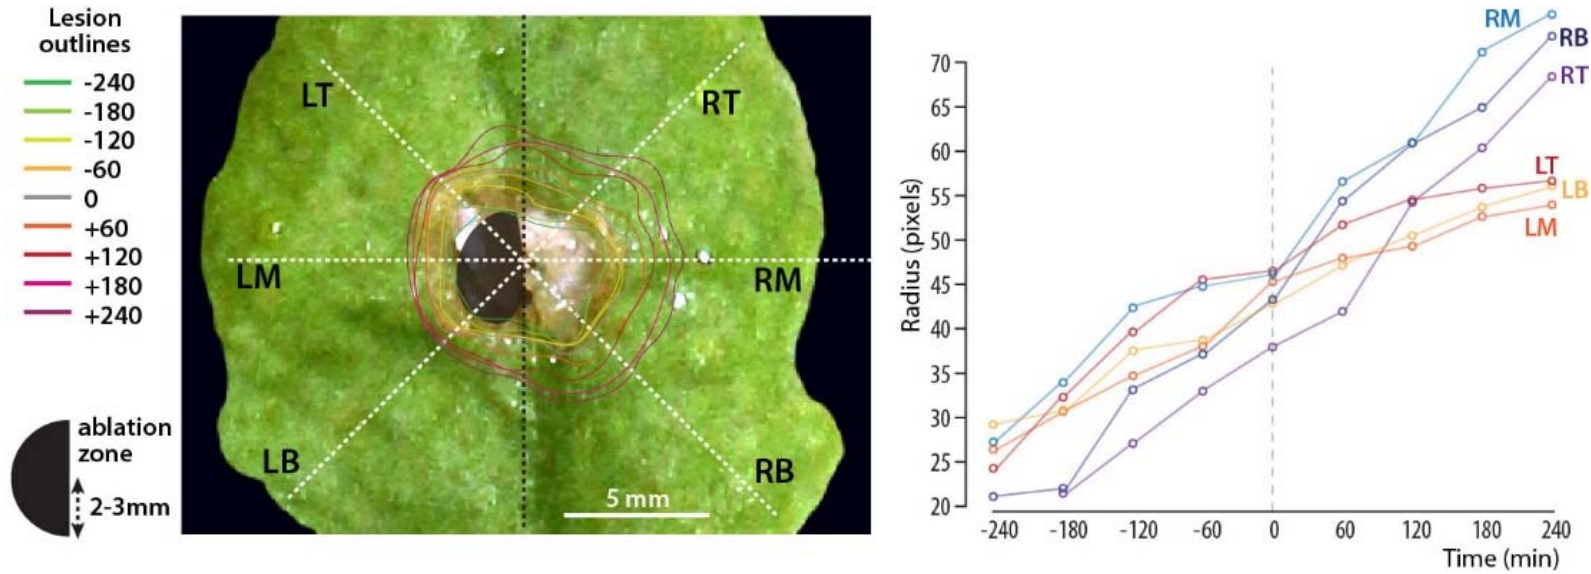 Lesion
outlines
-240
-180
-120
-60
0
+60
+120
+180
+240
ablation
zone
2-3mm
LT
RT
LM
RM
LB
RB
5 mm
RM
RB
RT
LT
LB
LM
Radius (pixels)
70
65
60
55
50
45
40
35
30
25
20
-240 -180 -120 -60 0 60 120 180 240
Time (min)